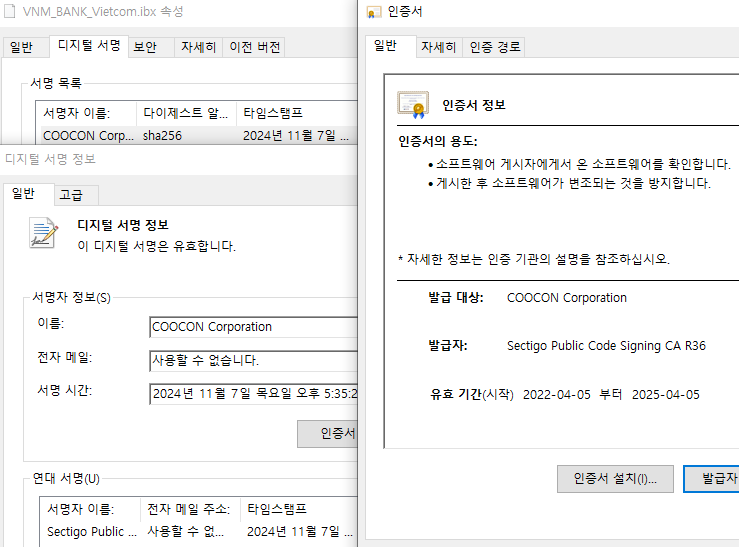 VNM_BANK_Vietcom.ibx 속성
일반 디지털 서명 보안 자세히 이전 버전
서명 목록
서명자 이름: 다이제스트 알... 타임스탬프
COOCON Corp... sha256 2024년 11월 7일 ...
디지털 서명 정보
일반 고급
디지털 서명 정보
이 디지털 서명은 유효합니다.
서명자 정보(S)
이름: COOCON Corporation
전자 메일: 사용할 수 없습니다.
서명 시간: 2024년 11월 7일 목요일 오후 5:35:2
인증서
연대 서명(U)
서명자 이름: 전자 메일 주소: 타임스탬프
Sectigo Public ... 사용할 수 없... 2024년 11월 7일 ...
인증서
일반 자세히 인증 경로
인증서 정보
인증서의 용도:
• 소프트웨어 게시자에게서 온 소프트웨어를 확인합니다.
• 게시한 후 소프트웨어가 변조되는 것을 방지합니다.
* 자세한 정보는 인증 기관의 설명을 참조하십시오.
발급 대상: COOCON Corporation
발급자: Sectigo Public Code Signing CA R36
유효 기간(시작) 2022-04-05 부터 2025-04-05
인증서 설치(I)... 발급자